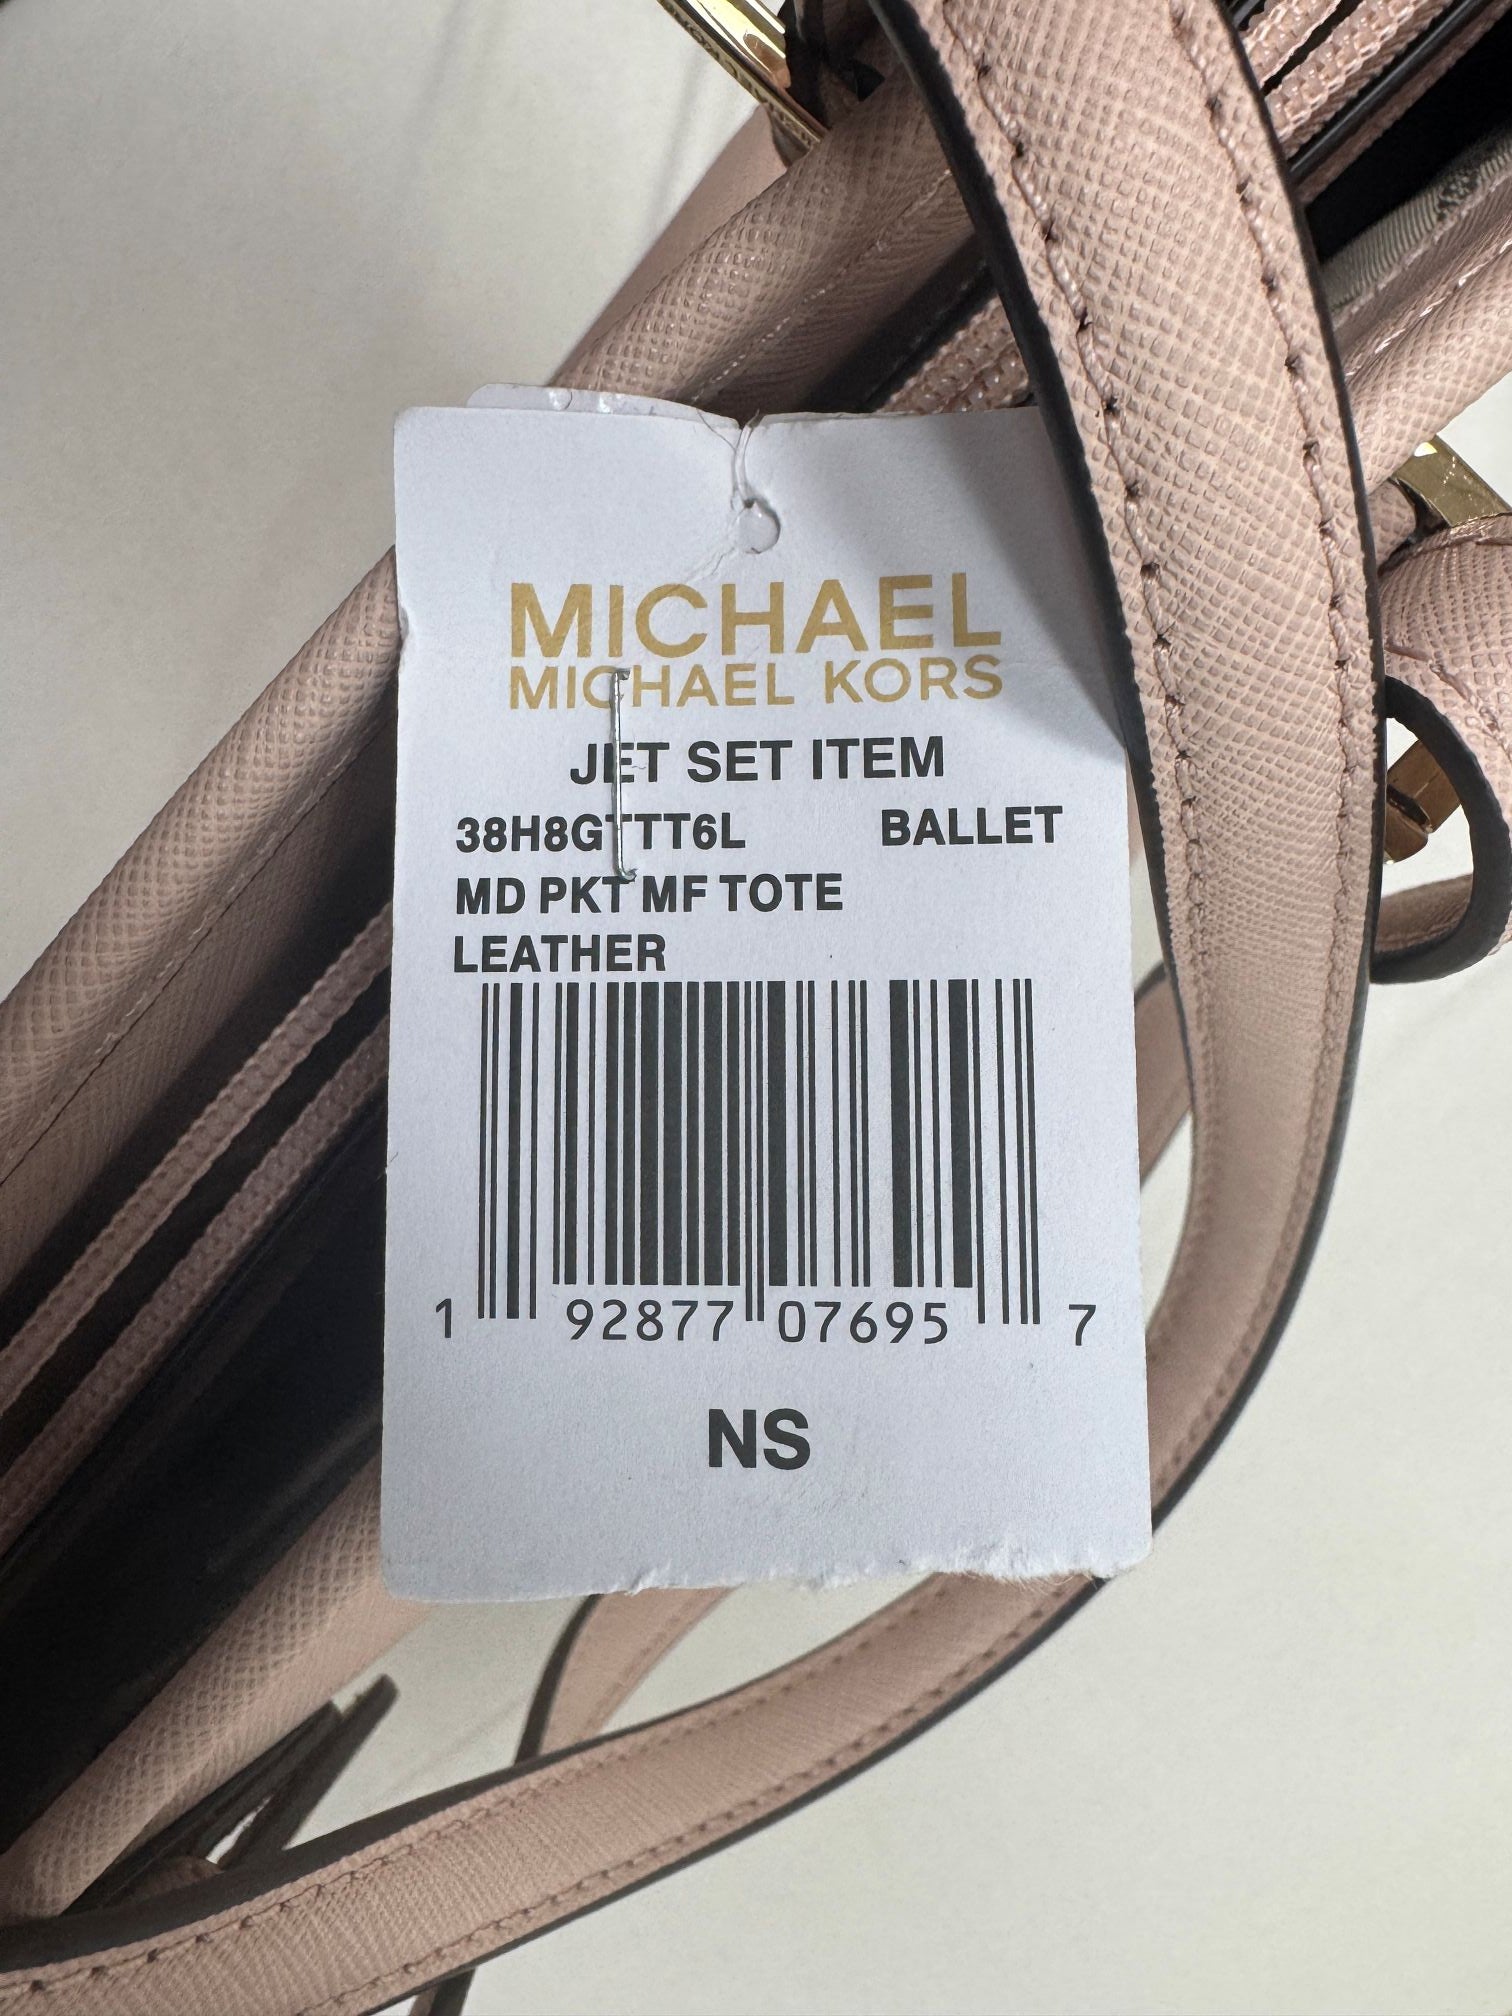 MICHAEL
MICHAEL KORS
JET SET ITEM
38H8GTTT6L BALLET
MD PKT MF TOTE
LEATHER
1 92877 07695 7
NS